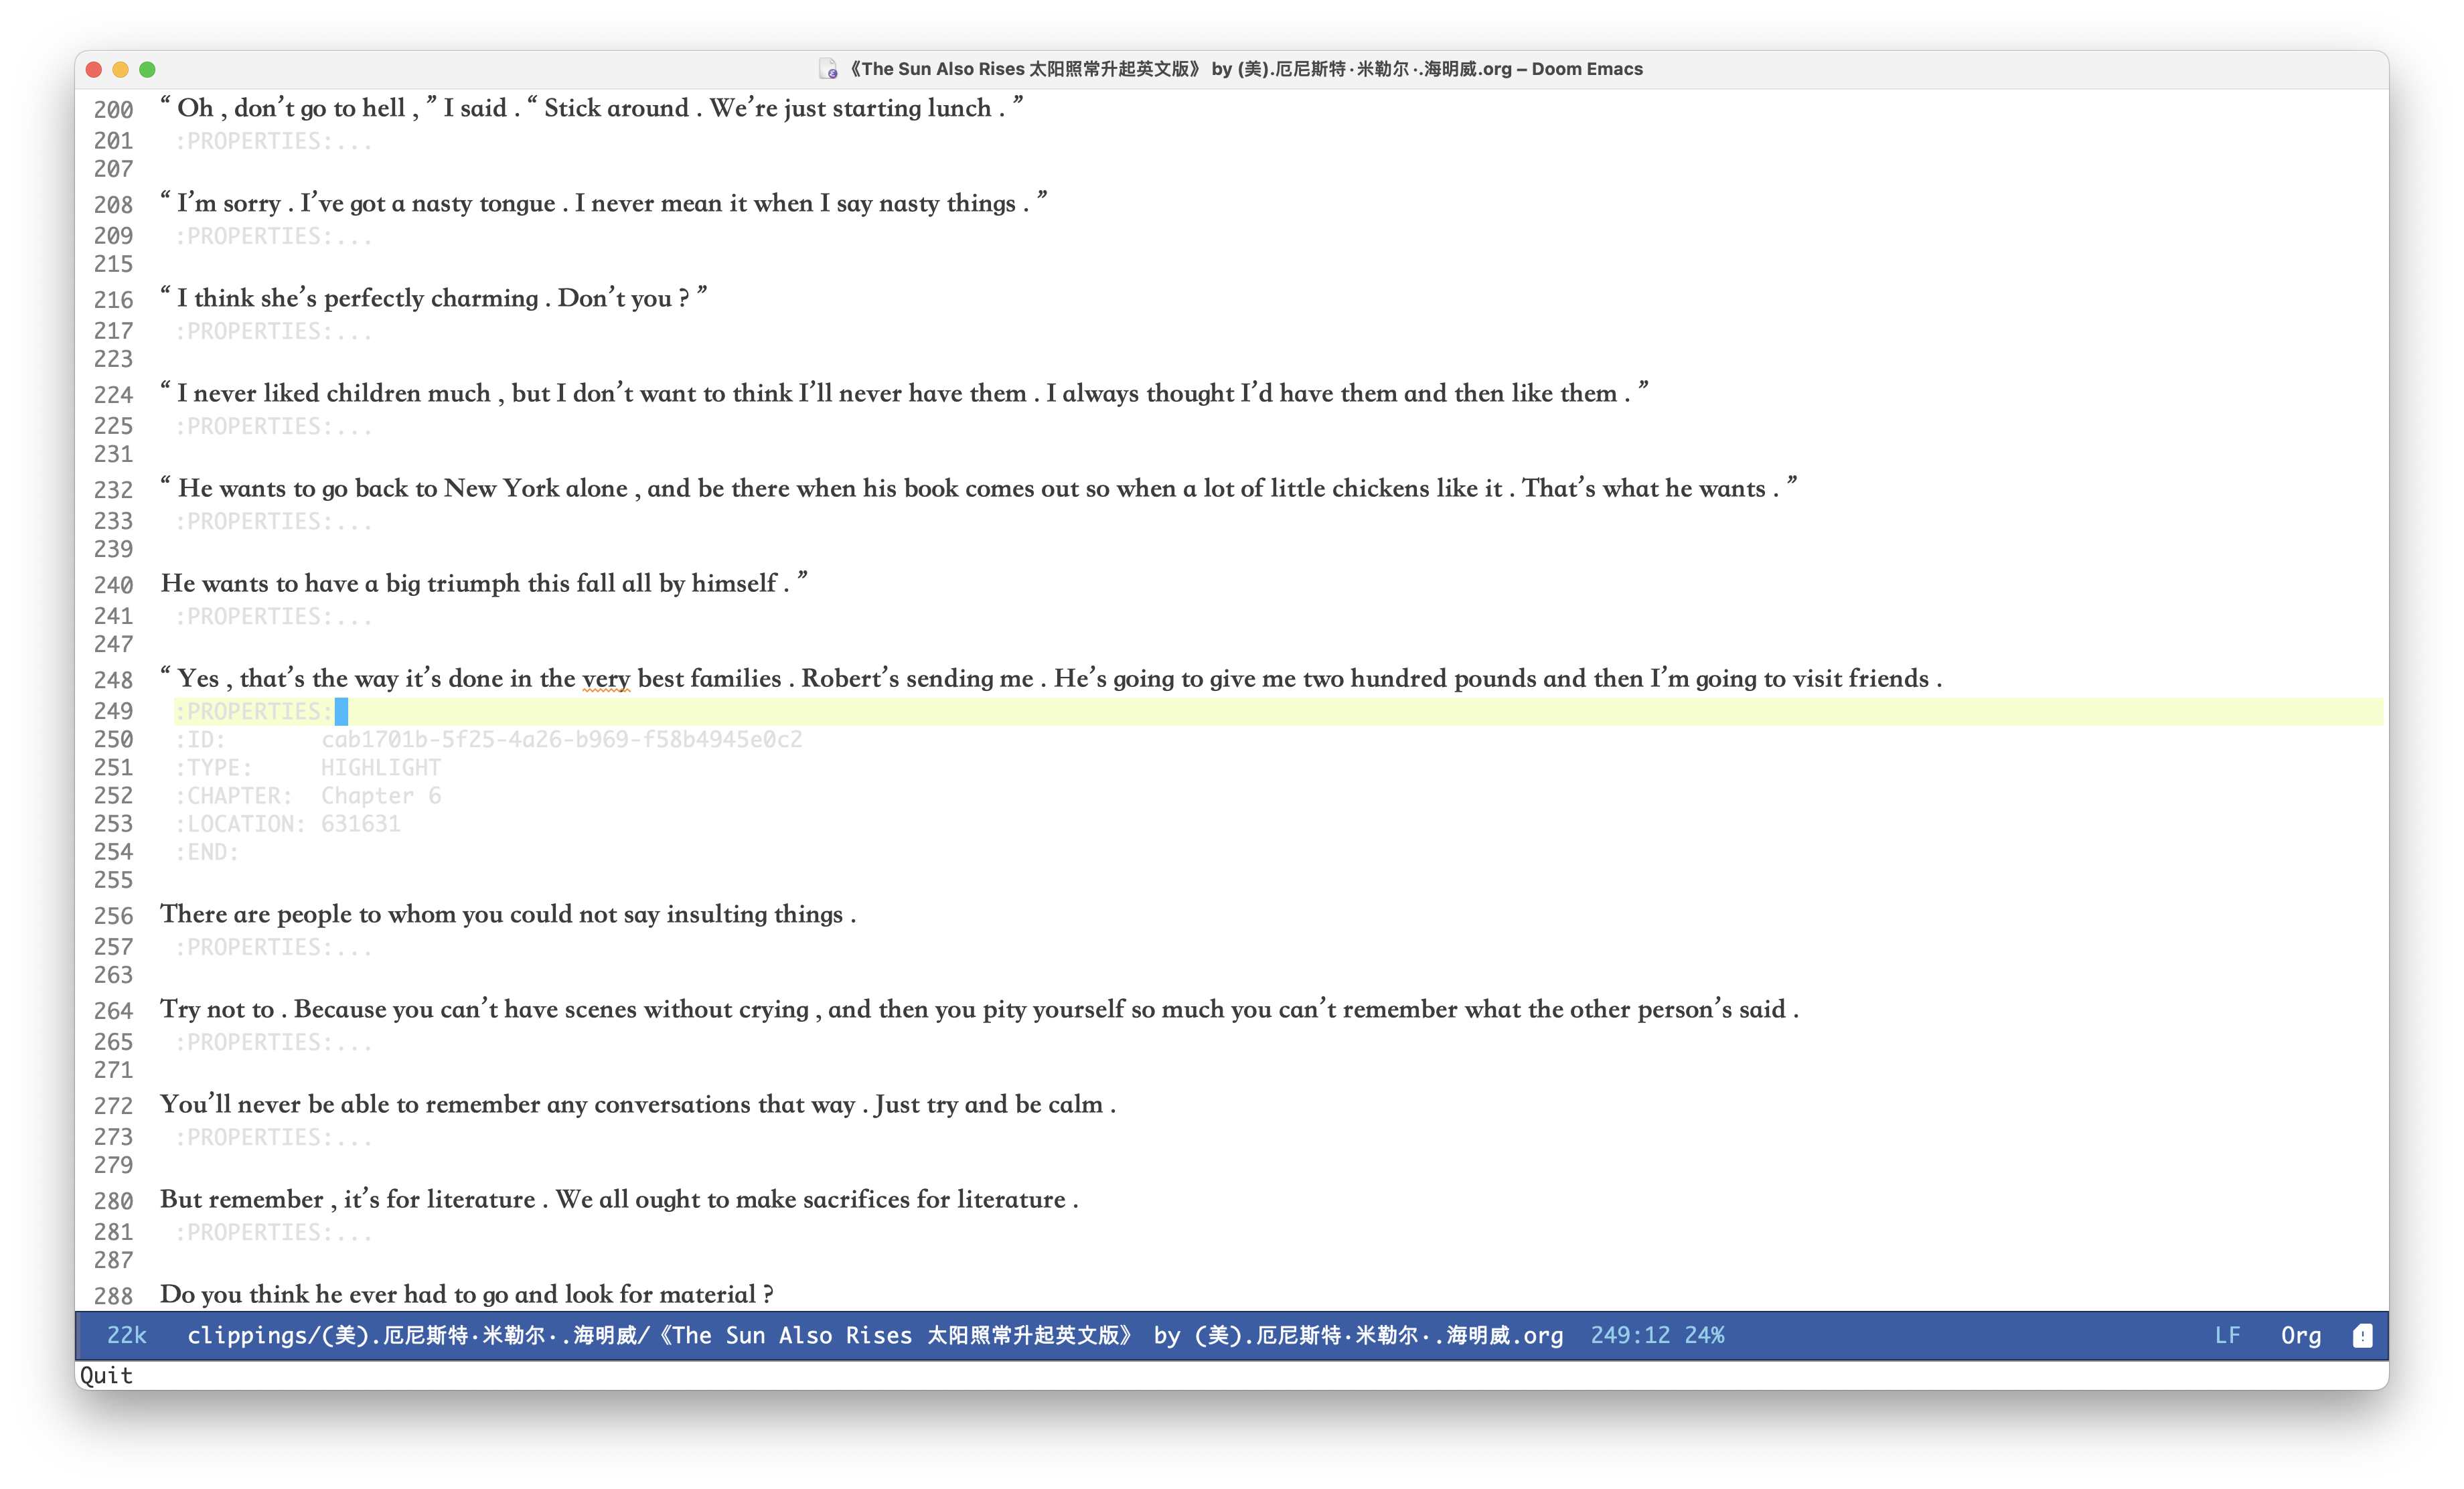 《The Sun Also Rises 太阳照常升起英文版》 by (美).厄尼斯特·米勒尔·.海明威.org – Doom Emacs
200 “ Oh , don’t go to hell , ” I said . “ Stick around . We’re just starting lunch . ”
201 :PROPERTIES:...
207
208 “ I’m sorry . I’ve got a nasty tongue . I never mean it when I say nasty things . ”
209 :PROPERTIES:...
215
216 “ I think she’s perfectly charming . Don’t you ? ”
217 :PROPERTIES:...
223
224 “ I never liked children much , but I don’t want to think I’ll never have them . I always thought I’d have them and then like them . ”
225 :PROPERTIES:...
231
232 “ He wants to go back to New York alone , and be there when his book comes out so when a lot of little chickens like it . That’s what he wants . ”
233 :PROPERTIES:...
239
240 He wants to have a big triumph this fall all by himself . ”
241 :PROPERTIES:...
247
248 “ Yes , that’s the way it’s done in the very best families . Robert’s sending me . He’s going to give me two hundred pounds and then I’m going to visit friends .
249 :PROPERTIES:
250 :ID: cab1701b-5f25-4a26-b969-f58b4945e0c2
251 :TYPE: HIGHLIGHT
252 :CHAPTER: Chapter 6
253 :LOCATION: 631631
254 :END:
255
256 There are people to whom you could not say insulting things .
257 :PROPERTIES:...
263
264 Try not to . Because you can’t have scenes without crying , and then you pity yourself so much you can’t remember what the other person’s said .
265 :PROPERTIES:...
271
272 You’ll never be able to remember any conversations that way . Just try and be calm .
273 :PROPERTIES:...
279
280 But remember , it’s for literature . We all ought to make sacrifices for literature .
281 :PROPERTIES:...
287
288 Do you think he ever had to go and look for material ?
22k clippings/(美).厄尼斯特·米勒尔·.海明威/《The Sun Also Rises 太阳照常升起英文版》 by (美).厄尼斯特·米勒尔·.海明威.org 249:12 24% LF Org
Quit